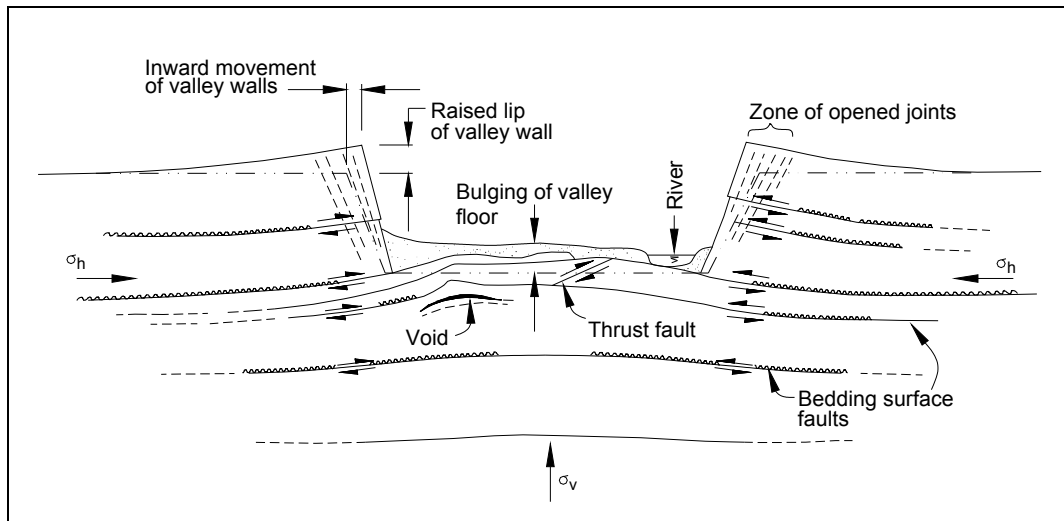 Inward movement
of valley walls
Raised lip
of valley wall
Zone of opened joints
Bulging of valley
floor
River
σh
σh
Void
Thrust fault
Bedding surface
faults
σv